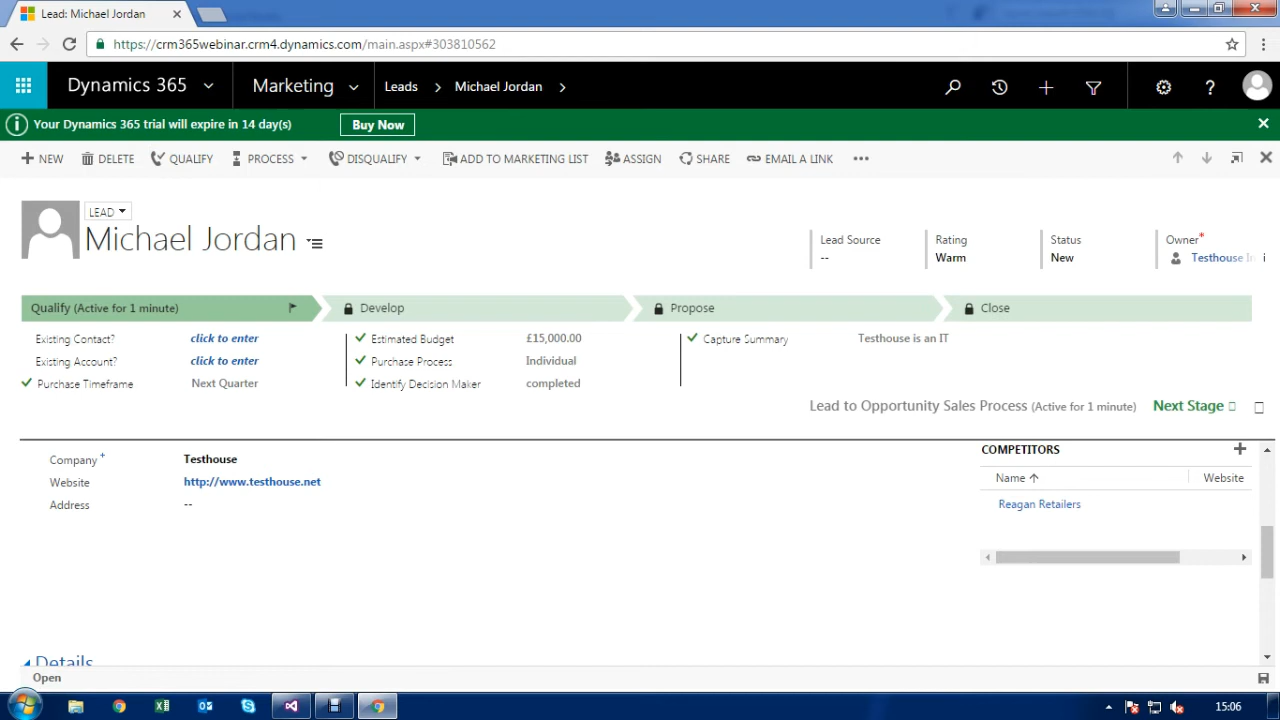 Lead: Michael Jordan
https://crm365webinar.crm4.dynamics.com/main.aspx#303810562
Dynamics 365 Marketing Leads Michael Jordan
Your Dynamics 365 trial will expire in 14 day(s) Buy Now
NEW DELETE QUALIFY PROCESS DISQUALIFY ADD TO MARKETING LIST ASSIGN SHARE EMAIL A LINK •••
LEAD
Michael Jordan
Lead Source Rating Status Owner*
-- Warm New Testhouse
Qualify (Active for 1 minute) Develop Propose Close
Existing Contact? click to enter Estimated Budget £15,000.00 Capture Summary Testhouse is an IT
Existing Account? click to enter Purchase Process Individual
Purchase Timeframe Next Quarter Identify Decision Maker completed
Lead to Opportunity Sales Process (Active for 1 minute) Next Stage
Company + Testhouse
Website http://www.testhouse.net
Address --
COMPETITORS
Name Website
Reagan Retailers
Details
Open
15:06